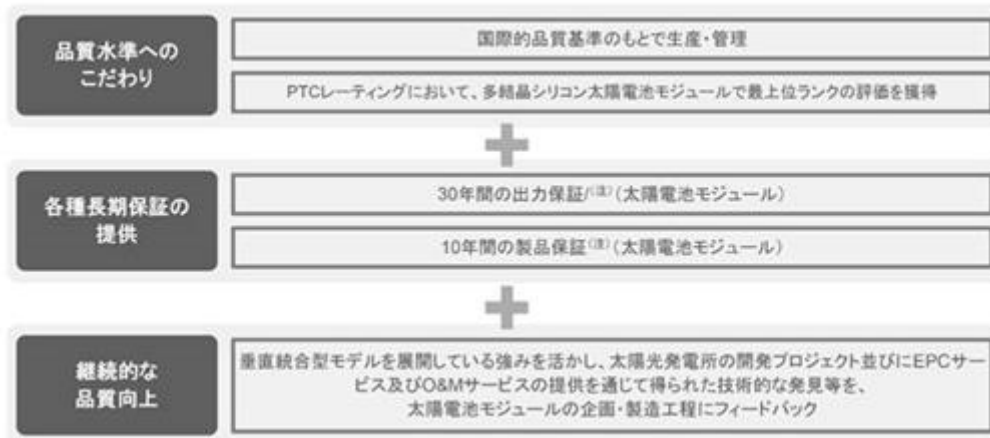 品質水準への
こだわり
国際的品質基準のもとで生産・管理
PTCレーティングにおいて、多結晶シリコン太陽電池モジュールで最上位ランクの評価を獲得
各種長期保証の
提供
30年間の出力保証/(注)(太陽電池モジュール)
10年間の製品保証(注)(太陽電池モジュール)
継続的な
品質向上
垂直統合型モデルを展開している強みを活かし、太陽光発電所の開発プロジェクト並びにEPCサー
ビス及びO&Mサービスの提供を通じて得られた技術的な発見等を、
太陽電池モジュールの企画・製造工程にフィードバック